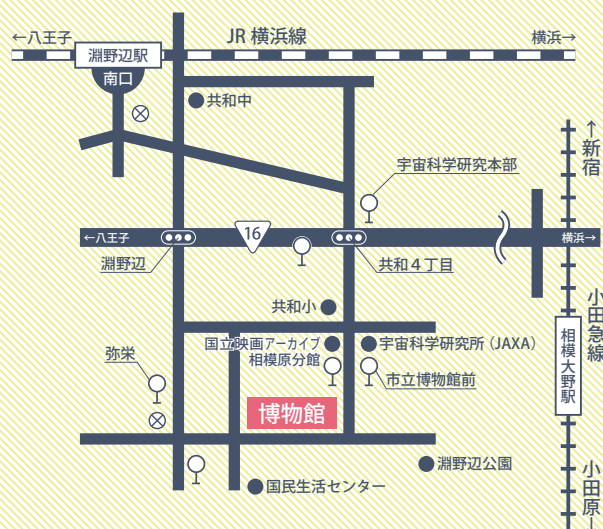 ←八王子
JR 横浜線
横浜→
淵野辺駅
南口
共和中
↑新宿
宇宙科学研究本部
←八王子
16
横浜→
淵野辺
共和4丁目
小田急線
共和小
国立映画アーカイブ
相模原分館
宇宙科学研究所(JAXA)
相模大野駅
弥栄
市立博物館前
博物館
淵野辺公園
小田原↓
国民生活センター